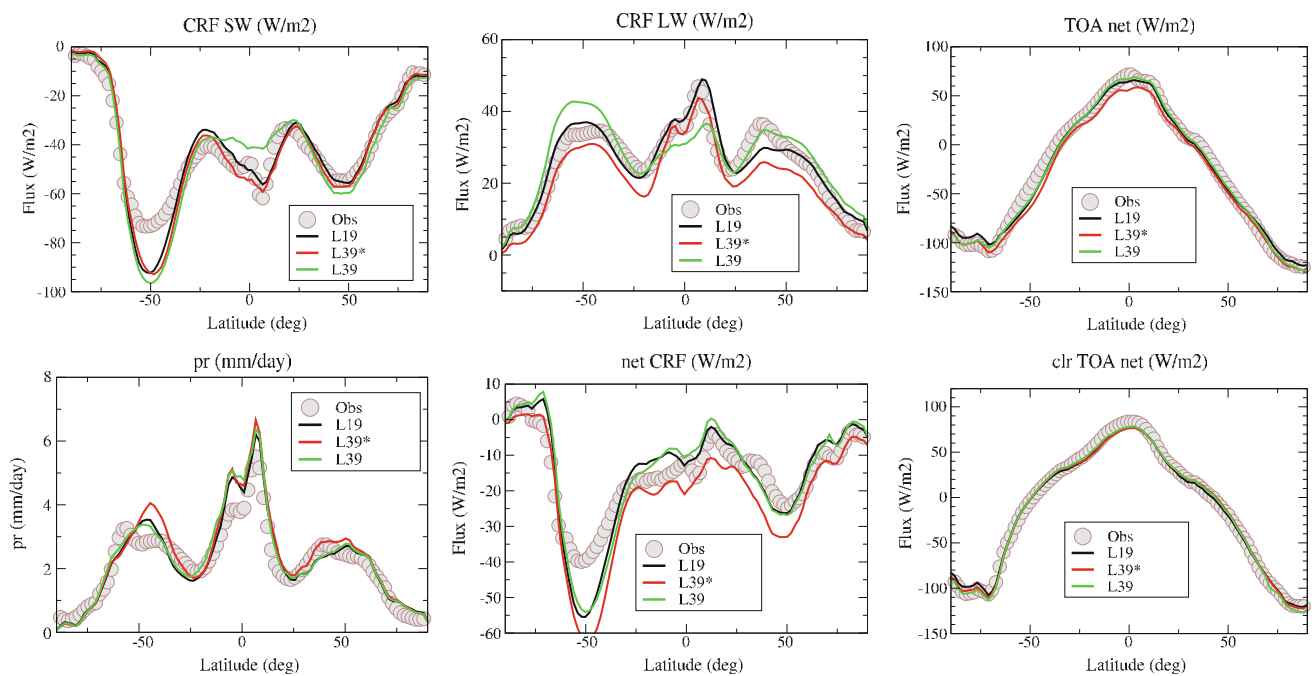 CRF SW (W/m2)
0
-20
-40
-60
-80
-100
Flux (W/m2)
Obs
L19
L39*
L39
-50
0
50
Latitude (deg)
CRF LW (W/m2)
60
40
20
0
Flux (W/m2)
Obs
L19
L39*
L39
-50
0
50
Latitude (deg)
TOA net (W/m2)
100
50
0
-50
-100
-150
Flux (W/m2)
Obs
L19
L39*
L39
-50
0
50
Latitude (deg)
pr (mm/day)
8
6
4
2
0
pr (mm/day)
Obs
L19
L39*
L39
-50
0
50
Latitude (deg)
net CRF (W/m2)
10
0
-10
-20
-30
-40
-50
-60
Flux (W/m2)
Obs
L19
L39*
L39
-50
0
50
Latitude (deg)
clr TOA net (W/m2)
100
50
0
-50
-100
-150
Flux (W/m2)
Obs
L19
L39*
L39
-50
0
50
Latitude (deg)